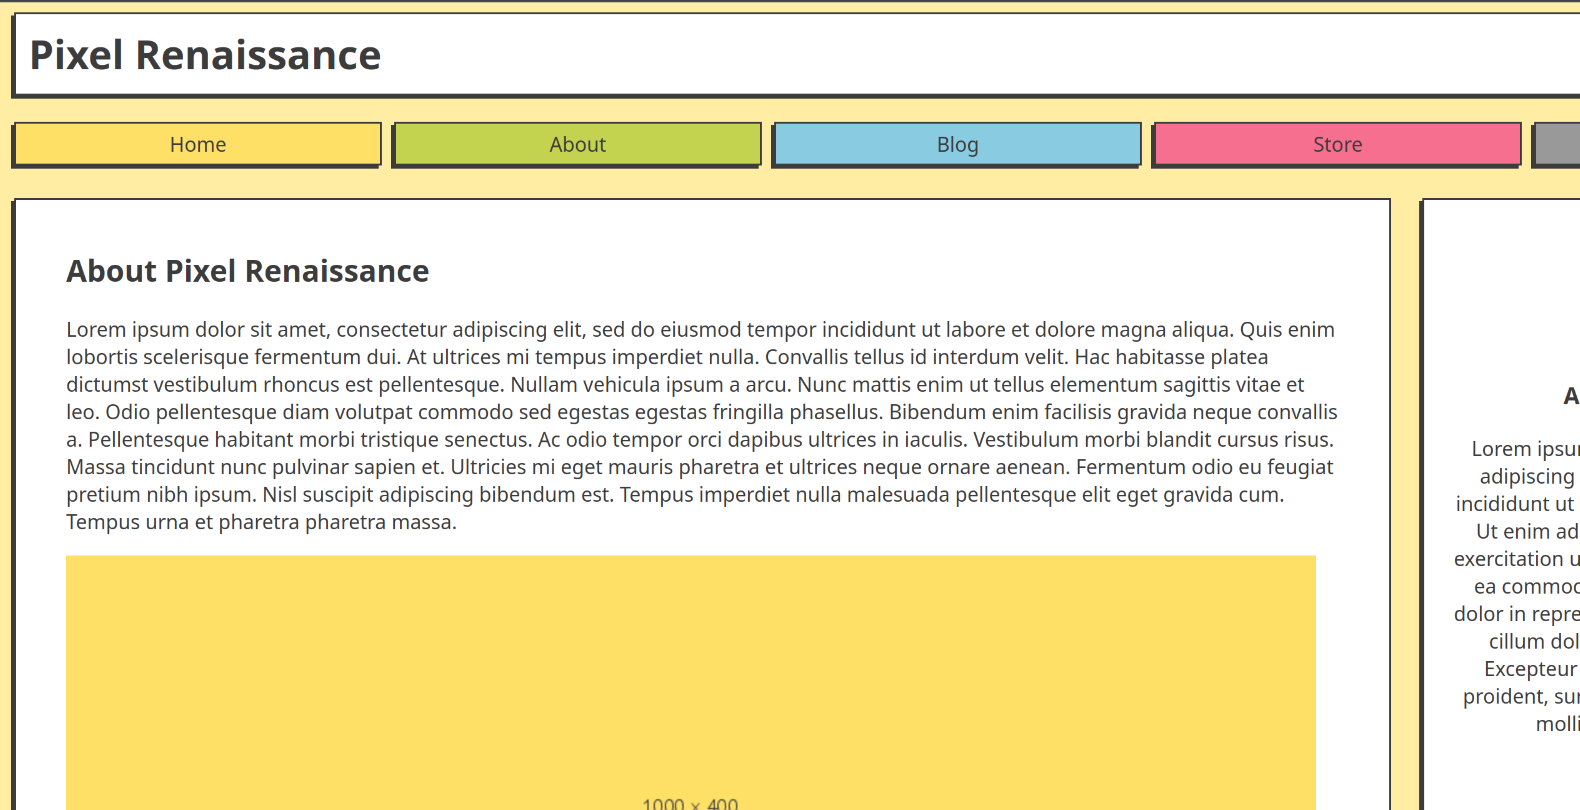 Pixel Renaissance
Home
About
Blog
Store
About Pixel Renaissance
Lorem ipsum dolor sit amet, consectetur adipiscing elit, sed do eiusmod tempor incididunt ut labore et dolore magna aliqua. Quis enim
lobortis scelerisque fermentum dui. At ultrices mi tempus imperdiet nulla. Convallis tellus id interdum velit. Hac habitasse platea
dictumst vestibulum rhoncus est pellentesque. Nullam vehicula ipsum a arcu. Nunc mattis enim ut tellus elementum sagittis vitae et
leo. Odio pellentesque diam volutpat commodo sed egestas egestas fringilla phasellus. Bibendum enim facilisis gravida neque convallis
a. Pellentesque habitant morbi tristique senectus. Ac odio tempor orci dapibus ultrices in iaculis. Vestibulum morbi blandit cursus risus.
Massa tincidunt nunc pulvinar sapien et. Ultricies mi eget mauris pharetra et ultrices neque ornare aenean. Fermentum odio eu feugiat
pretium nibh ipsum. Nisl suscipit adipiscing bibendum est. Tempus imperdiet nulla malesuada pellentesque elit eget gravida cum.
Tempus urna et pharetra pharetra massa.
1000 × 400
A
Lorem ipsu
adipiscing
incididunt ut
Ut enim ad
exercitation u
ea commo
dolor in repre
cillum dol
Excepteur
proident, su
molli